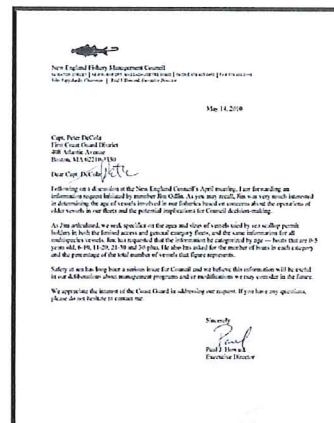 New England Fishery Management Council
May 14, 2010
Capt. Peter DeCola
First Coast Guard District
408 Atlantic Avenue
Boston, MA 02210-3350
Dear Capt. DeCola:
Following on a discussion at the New England Council's April meeting, I am forwarding an
information request initiated by member Jim Odlin. As you may recall, Jim was very much interested
in determining the age of vessels involved in our fisheries based on concerns about the operations of
older vessels in our fleets and the potential implications for Council decision-making.
As Jim articulated, we seek specifics on the ages and sizes of vessels used by sea scallop permit
holders in both the limited access and general category fleets, and the same information for all
multispecies vessels. Jim has requested that the information be categorized by age — boats that are 0-5
years old, 6-10, 11-20, 21-30 and 30 plus. He also has asked for the number of boats in each category
and the percentage of the total number of vessels that figure represents.
Safety at sea has long been a serious issue for Council and we believe this information will be useful
in our deliberations about management programs and or modifications we may consider in the future.
We appreciate the interest of the Coast Guard in addressing our request. If you have any questions,
please do not hesitate to contact me.
Sincerely
Paul
Paul J. Howard
Executive Director